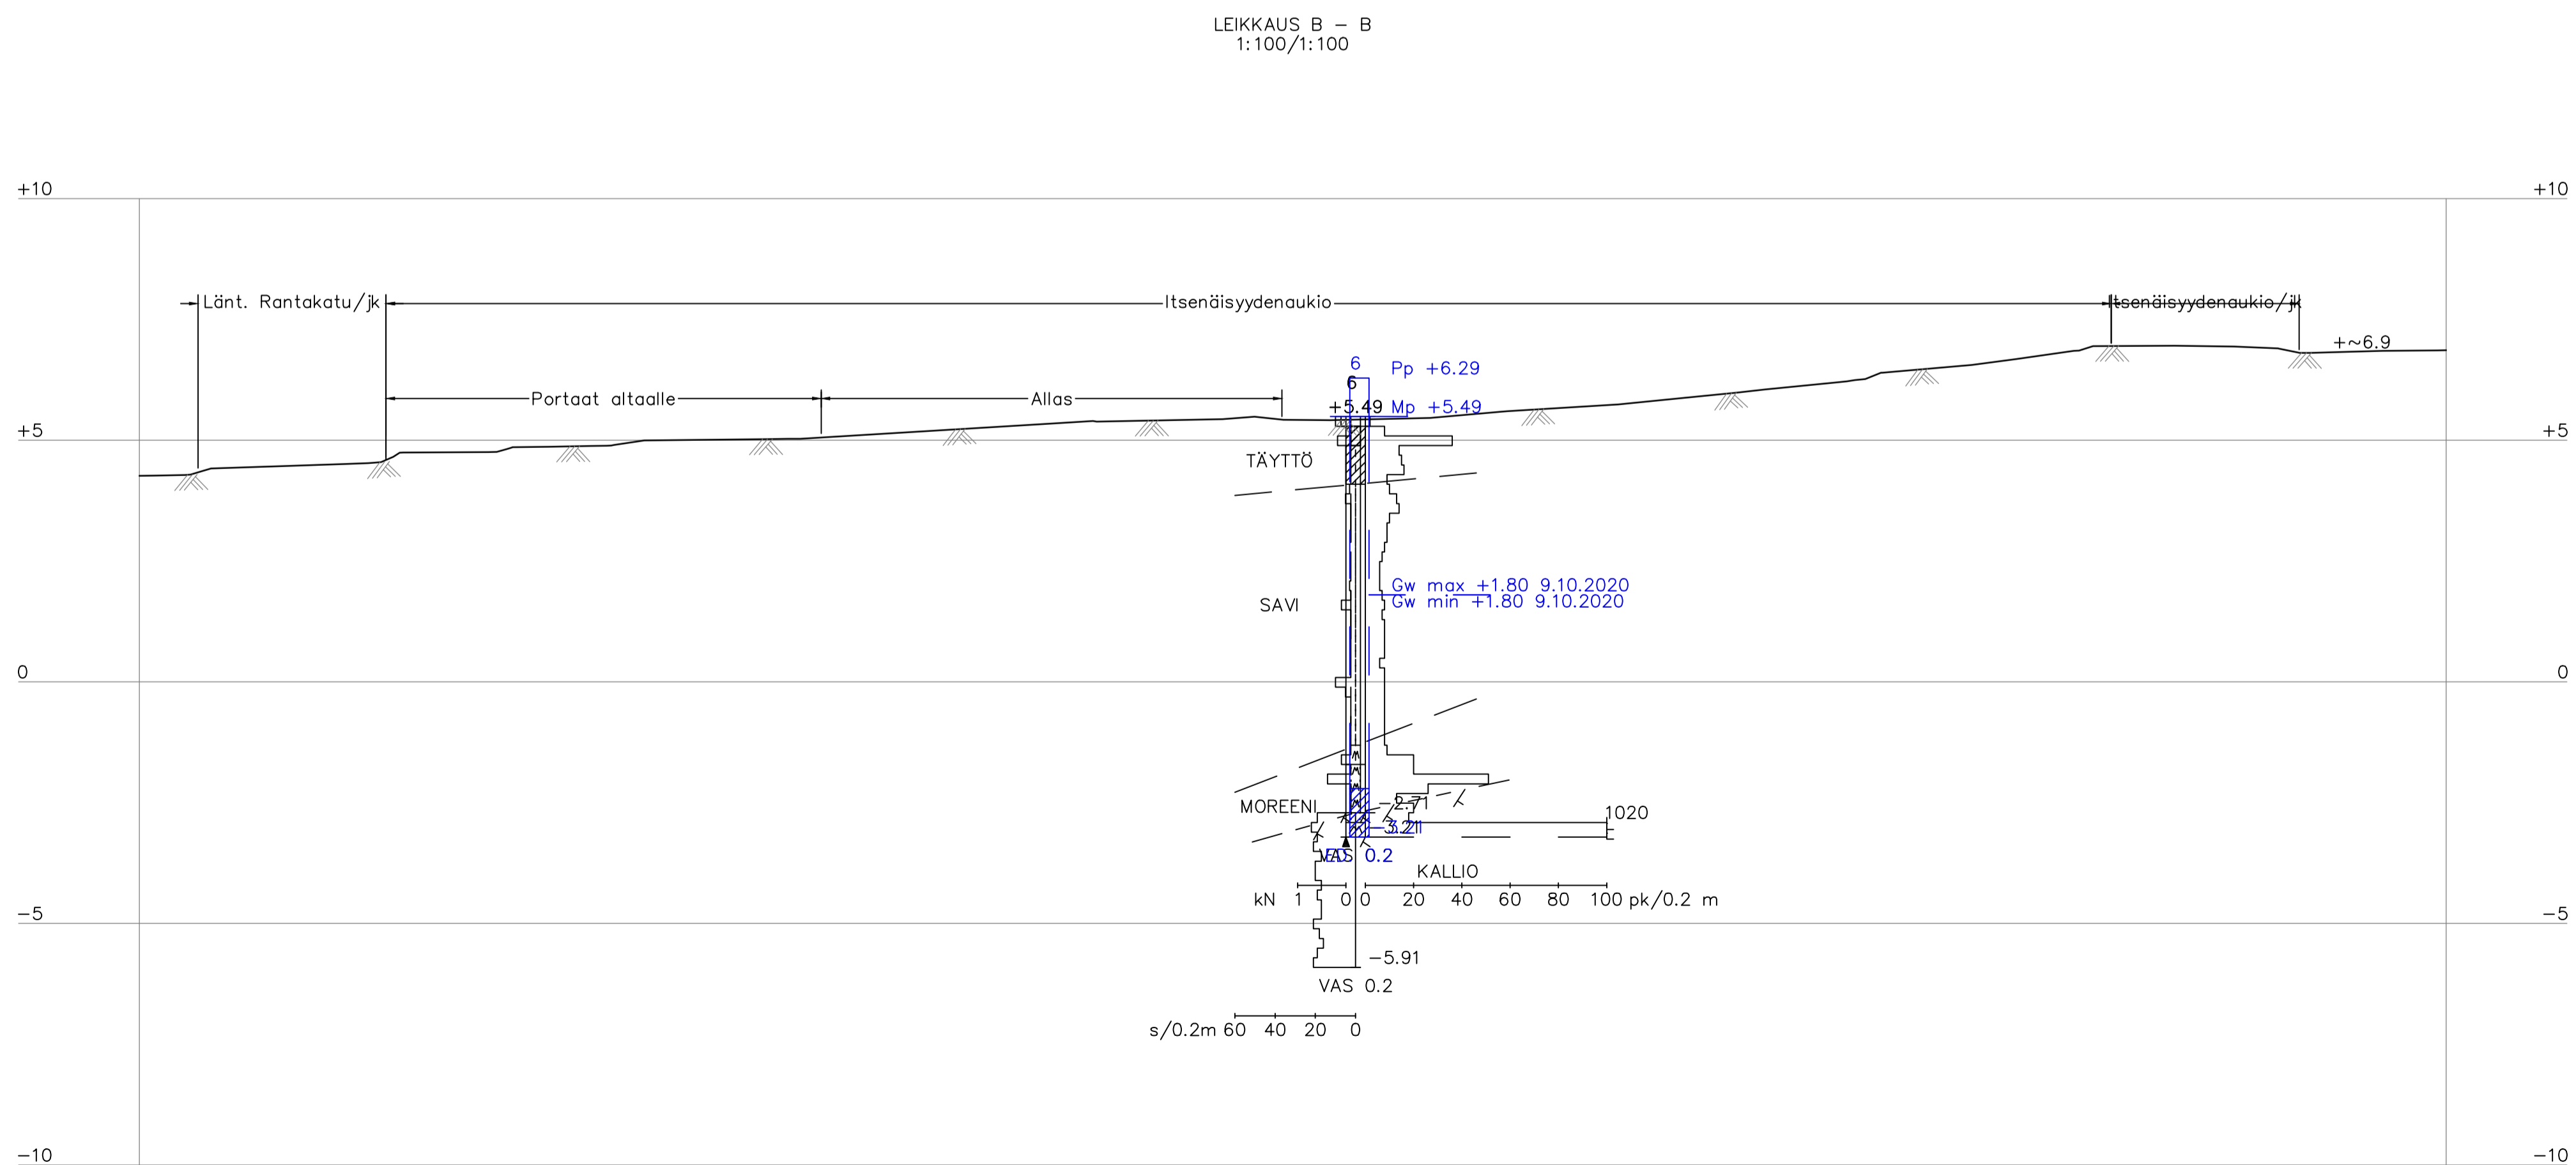 LEIKKAUS B – B
1:100/1:100
+10 +10
Länt. Rantakatu/jk Itsenäisyydenaukio Itsenäisyydenaukio/jk
+~6.9
6 Pp +6.29
6
Portaat altaalle Allas +5.49 Mp +5.49
+5 +5
TÄYTTÖ
Gw max +1.80 9.10.2020
SAVI Gw min +1.80 9.10.2020
0 0
MOREENI −2.71 1020
−3.21
VAS 0.2
KALLIO
kN 1 0 0 20 40 60 80 100 pk/0.2 m
−5 −5
−5.91
VAS 0.2
s/0.2m 60 40 20 0
−10 −10